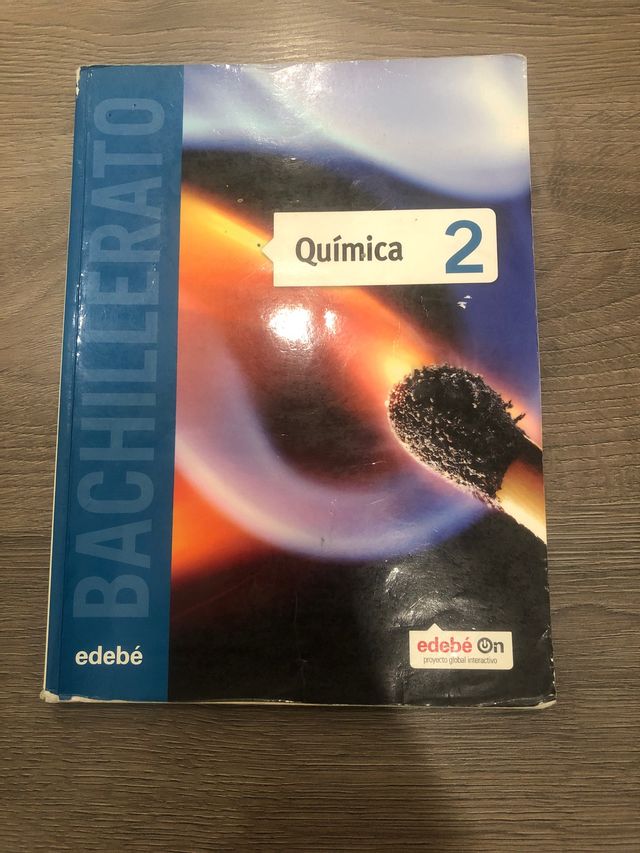 BACHILLERATO
Química 2
edebé
edebé On
proyecto global interactivo